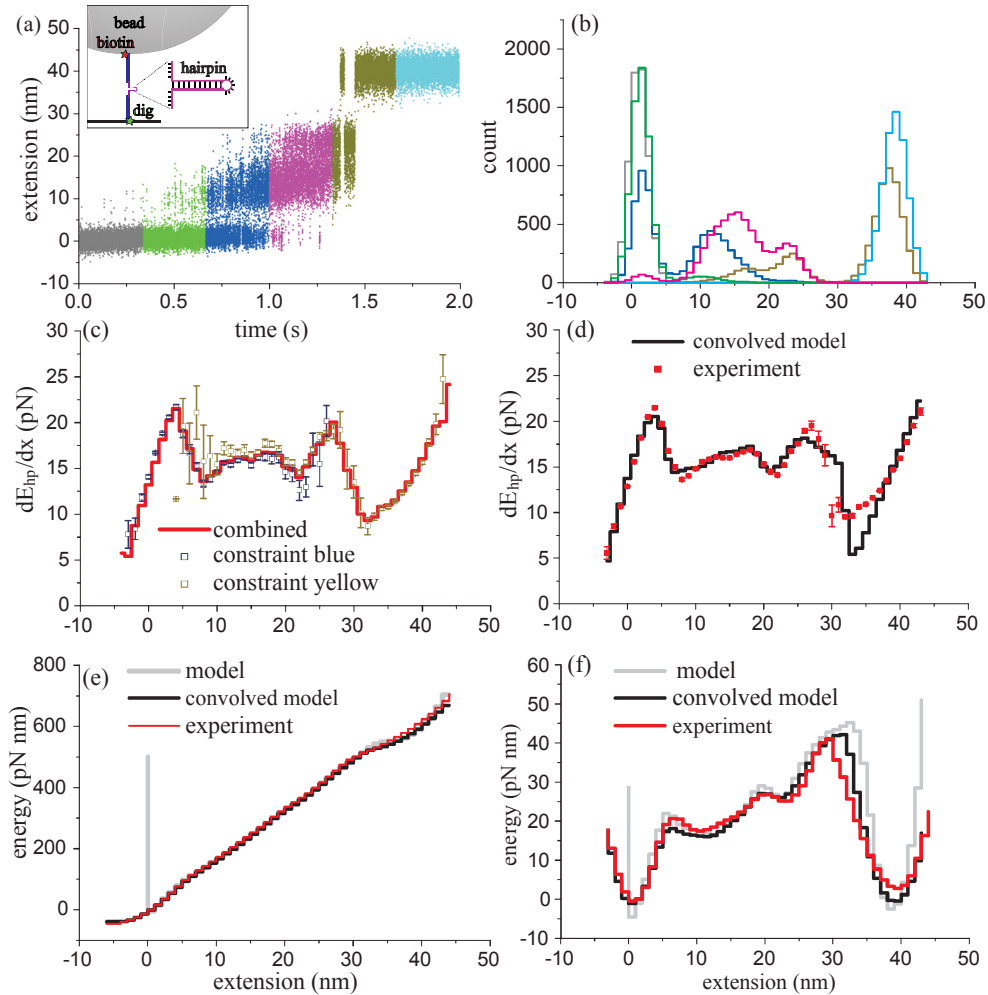 (a)
bead
biotin
hairpin
dig
extension (nm)
50
40
30
20
10
0
-10
0.0
0.5
1.0
1.5
2.0
time (s)
(b)
count
2000
1500
1000
500
0
-10
0
10
20
30
40
50
(c)
dE_hp/dx (pN)
30
25
20
15
10
5
0
combined
constraint blue
constraint yellow
-10
0
10
20
30
40
50
(d)
convolved model
experiment
dE_hp/dx (pN)
30
25
20
15
10
5
0
-10
0
10
20
30
40
50
(e)
model
convolved model
experiment
energy (pN nm)
800
600
400
200
0
-10
0
10
20
30
40
50
extension (nm)
(f)
model
convolved model
experiment
energy (pN nm)
60
50
40
30
20
10
0
-10
-10
0
10
20
30
40
50
extension (nm)